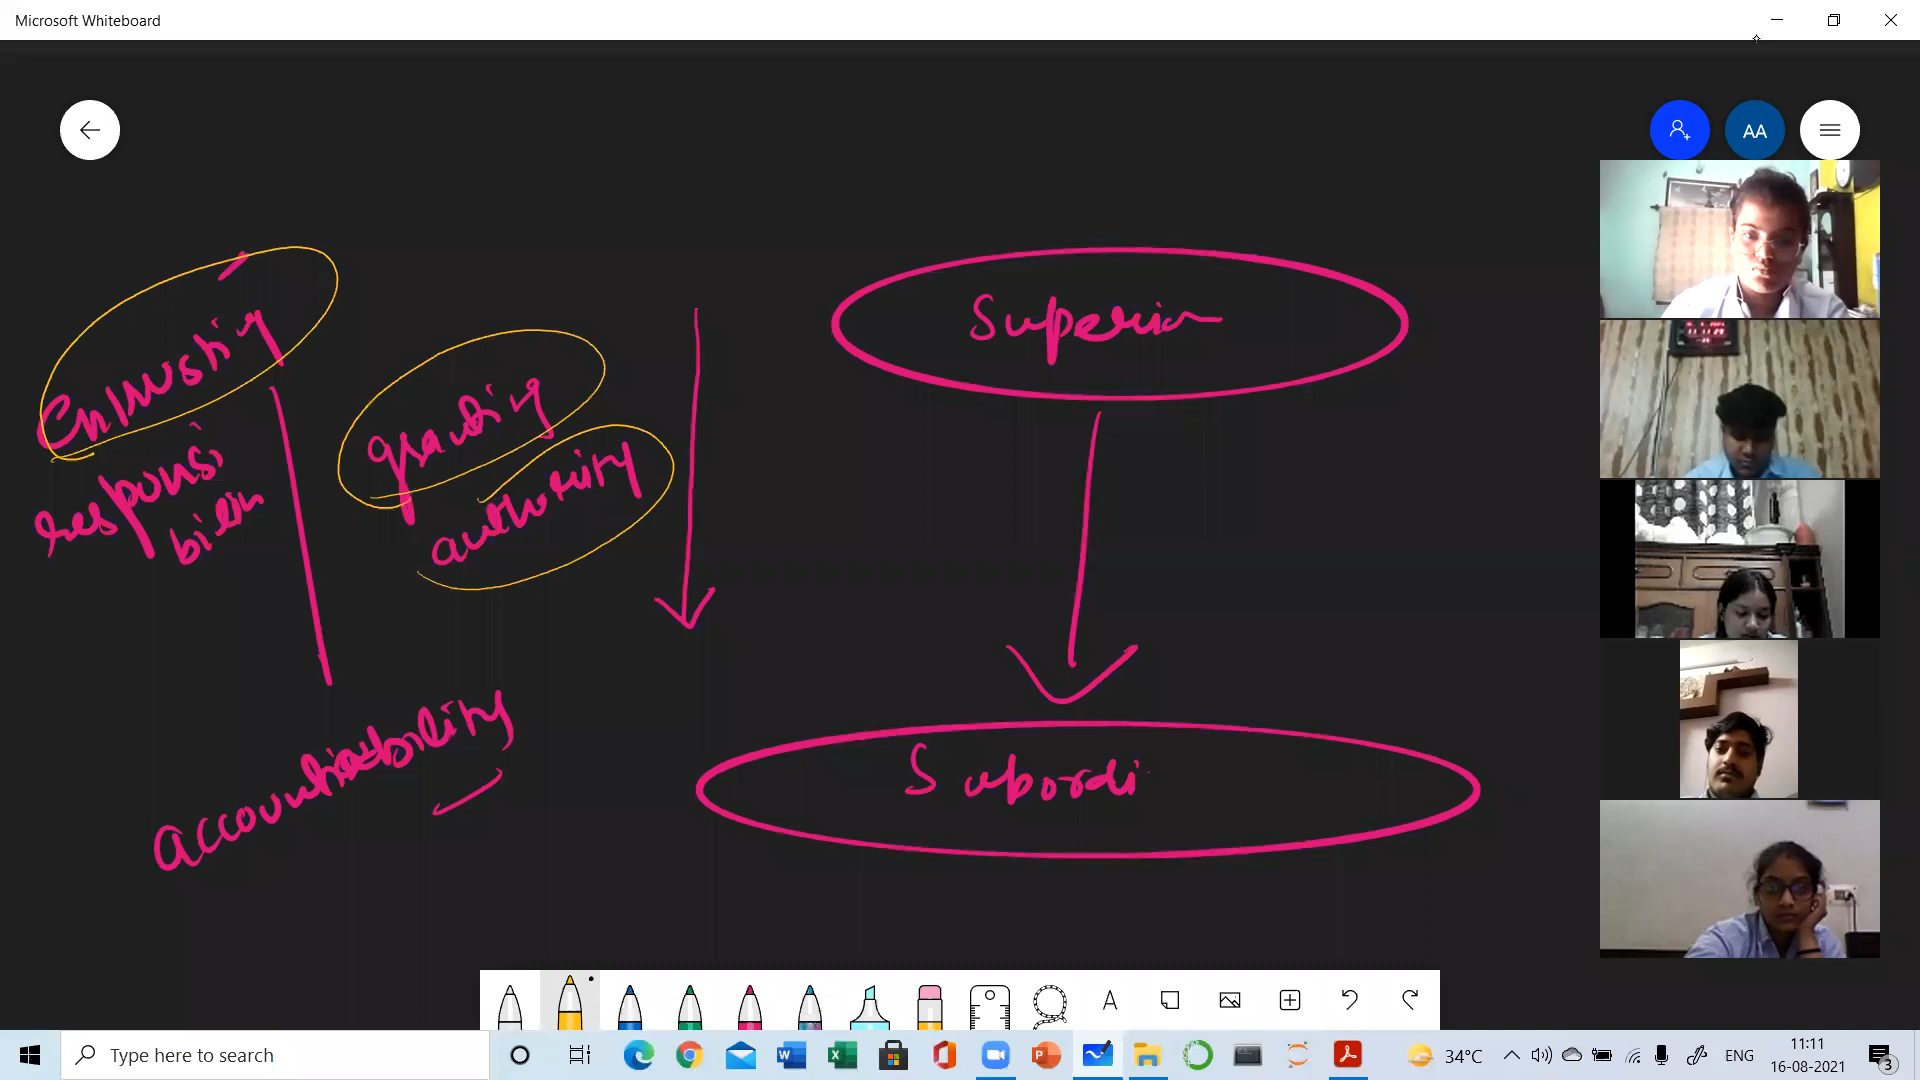 Microsoft Whiteboard
AA
Superior
Entrusting
responsi
bility
granting
authority
Subordi
accountability
A
Type here to search
34°C
ENG
11:11
16-08-2021
3